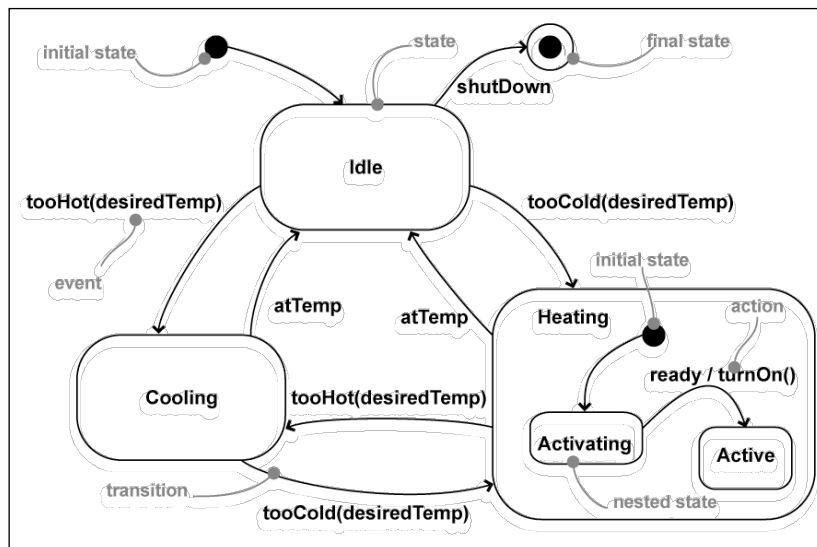 initial state
state
final state
shutDown
Idle
tooHot(desiredTemp)
tooCold(desiredTemp)
event
initial state
atTemp
atTemp
Heating
action
ready / turnOn()
Cooling
tooHot(desiredTemp)
Activating
Active
transition
nested state
tooCold(desiredTemp)